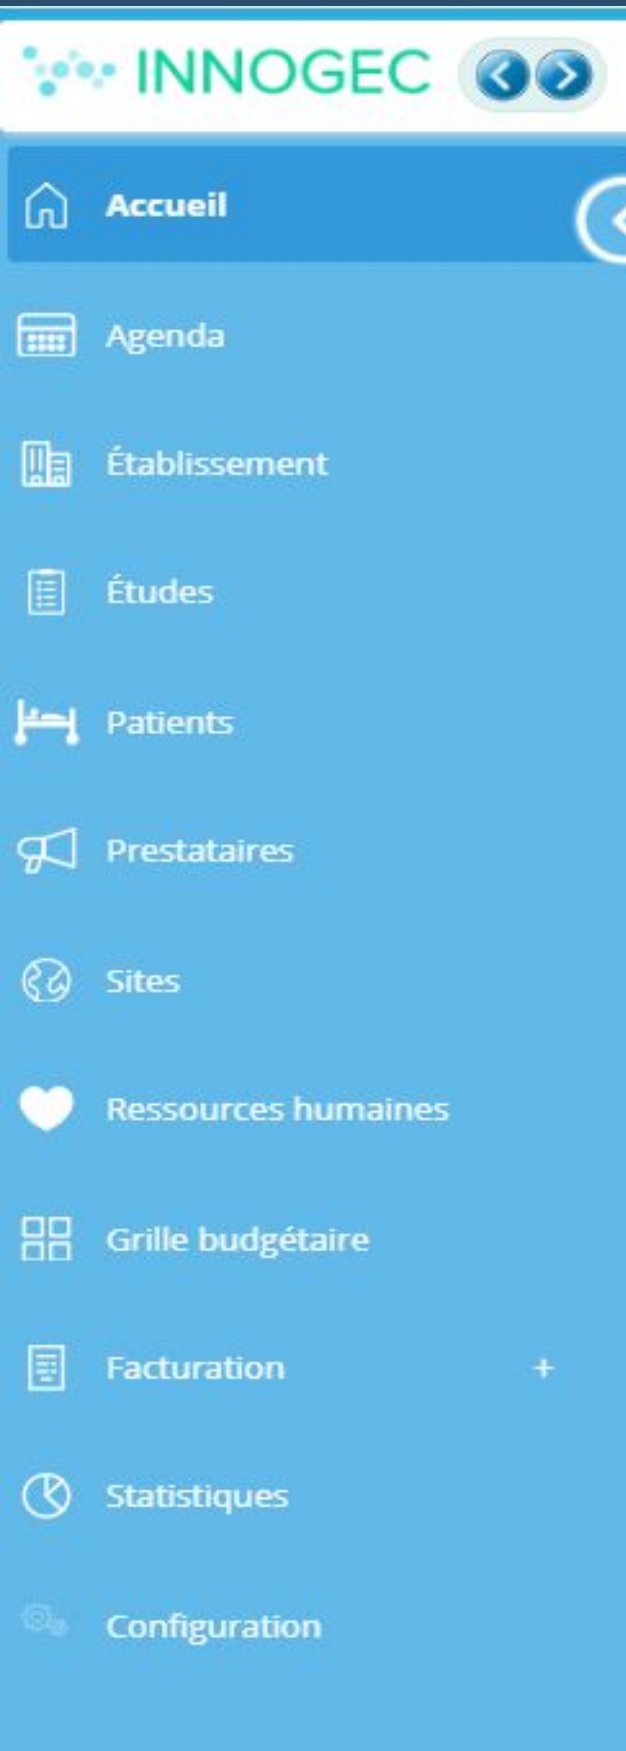 INNOGEC
Accueil
Agenda
Établissement
Études
Patients
Prestataires
Sites
Ressources humaines
Grille budgétaire
Facturation +
Statistiques
Configuration